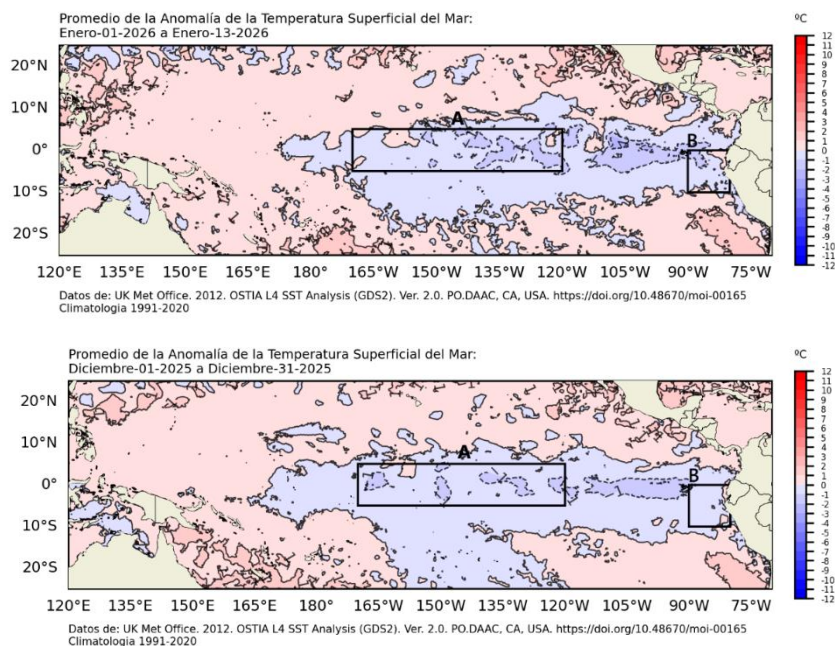 Promedio de la Anomalía de la Temperatura Superficial del Mar:
Enero-01-2026 a Enero-13-2026
ºC
20°N
10°N
0°
10°S
20°S
A
B
12
11
10
9
8
7
6
5
4
3
2
1
0
-1
-2
-3
-4
-5
-6
-7
-8
-9
-10
-11
-12
120°E 135°E 150°E 165°E 180°W 165°W 150°W 135°W 120°W 105°W 90°W 75°W
Datos de: UK Met Office. 2012. OSTIA L4 SST Analysis (GDS2). Ver. 2.0. PO.DAAC, CA, USA. https://doi.org/10.48670/moi-00165
Climatologia 1991-2020
Promedio de la Anomalía de la Temperatura Superficial del Mar:
Diciembre-01-2025 a Diciembre-31-2025
ºC
20°N
10°N
0°
10°S
20°S
A
B
12
11
10
9
8
7
6
5
4
3
2
1
0
-1
-2
-3
-4
-5
-6
-7
-8
-9
-10
-11
-12
120°E 135°E 150°E 165°E 180°W 165°W 150°W 135°W 120°W 105°W 90°W 75°W
Datos de: UK Met Office. 2012. OSTIA L4 SST Analysis (GDS2). Ver. 2.0. PO.DAAC, CA, USA. https://doi.org/10.48670/moi-00165
Climatologia 1991-2020